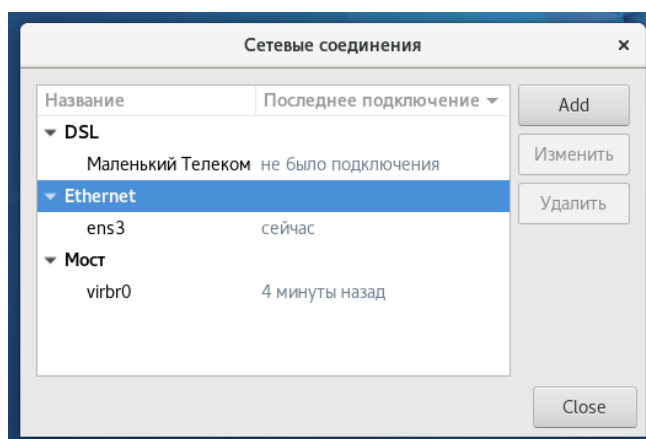 Сетевые соединения
Название Последнее подключение
Add
DSL
Маленький Телеком не было подключения
Изменить
Ethernet
Удалить
ens3 сейчас
Мост
virbr0 4 минуты назад
Close